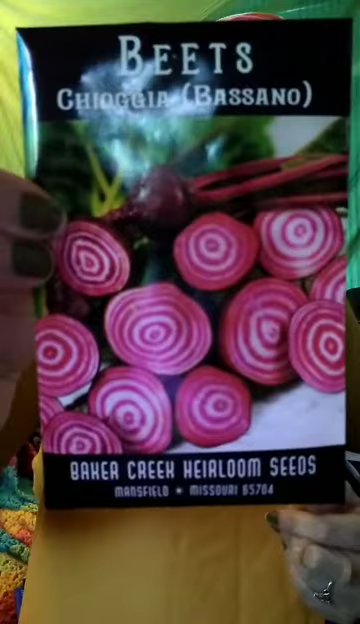 BEETS
CHIOGGIA (BASSANO)
BAKER CREEK HEIRLOOM SEEDS
MANSFIELD * MISSOURI 65704